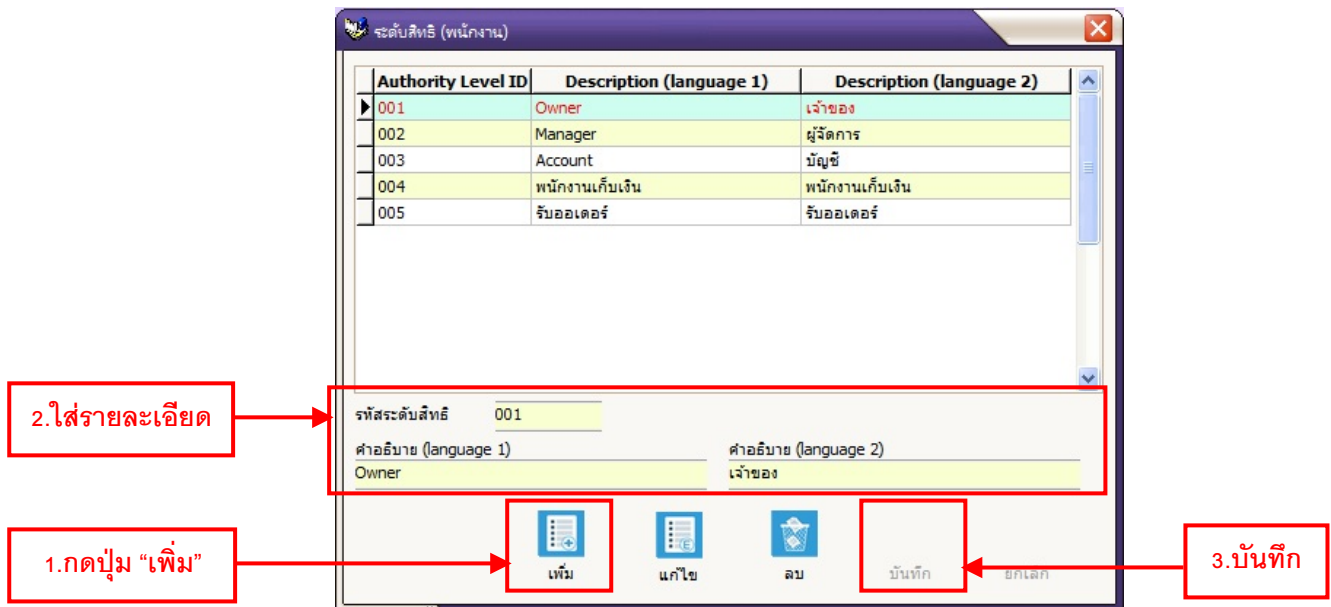 ระดับสิทธิ (พนักงาน)
Authority Level ID Description (language 1) Description (language 2)
001 Owner เจ้าของ
002 Manager ผู้จัดการ
003 Account บัญชี
004 พนักงานเก็บเงิน พนักงานเก็บเงิน
005 รับออเดอร์ รับออเดอร์
2.ใส่รายละเอียด
รหัสระดับสิทธิ 001
คำอธิบาย (language 1) คำอธิบาย (language 2)
Owner เจ้าของ
1.กดปุ่ม “เพิ่ม”
เพิ่ม แก้ไข ลบ บันทึก ยกเลิก
3.บันทึก